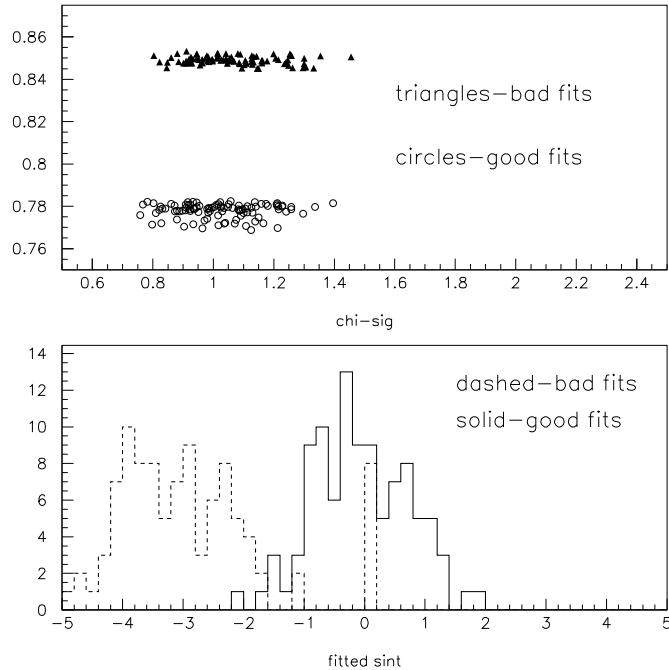 0.86
0.84
0.82
0.8
0.78
0.76
triangles-bad fits
circles-good fits
0.6 0.8 1 1.2 1.4 1.6 1.8 2 2.2 2.4
chi-sig
14
12
10
8
6
4
2
0
dashed-bad fits
solid-good fits
-5 -4 -3 -2 -1 0 1 2 3 4 5
fitted sint